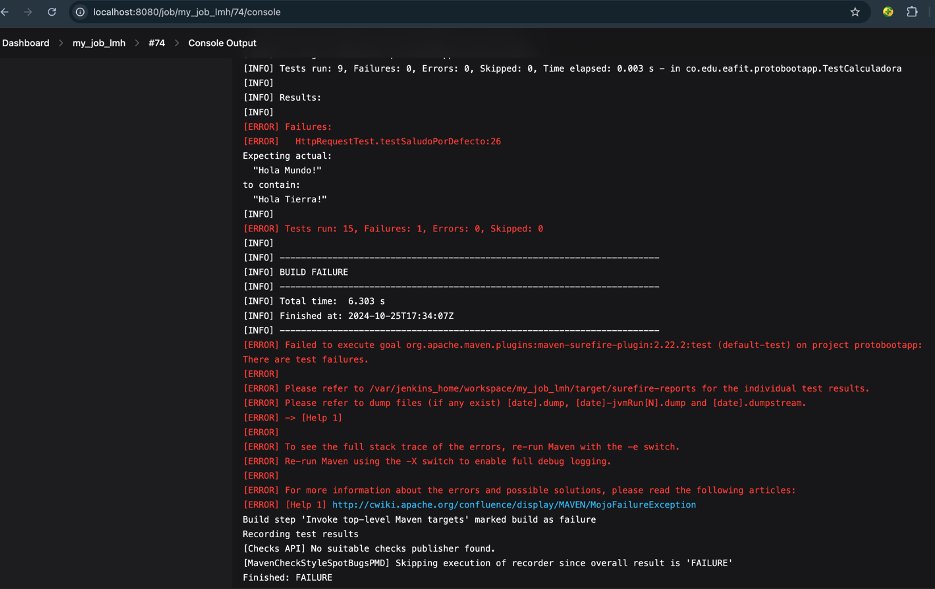 localhost:8080/job/my_job_lmh/74/console
Dashboard > my_job_lmh > #74 > Console Output
[INFO] Tests run: 9, Failures: 0, Errors: 0, Skipped: 0, Time elapsed: 0.003 s - in co.edu.eafit.protobootapp.TestCalculadora
[INFO]
[INFO] Results:
[INFO]
[ERROR] Failures:
[ERROR]   HttpRequestTest.testSaludoPorDefecto:26
Expecting actual:
  "Hola Mundo!"
to contain:
  "Hola Tierra!"
[INFO]
[ERROR] Tests run: 15, Failures: 1, Errors: 0, Skipped: 0
[INFO]
[INFO] ------------------------------------------------------------------------
[INFO] BUILD FAILURE
[INFO] ------------------------------------------------------------------------
[INFO] Total time:  6.303 s
[INFO] Finished at: 2024-10-25T17:34:07Z
[INFO] ------------------------------------------------------------------------
[ERROR] Failed to execute goal org.apache.maven.plugins:maven-surefire-plugin:2.22.2:test (default-test) on project protobootapp:
There are test failures.
[ERROR]
[ERROR] Please refer to /var/jenkins_home/workspace/my_job_lmh/target/surefire-reports for the individual test results.
[ERROR] Please refer to dump files (if any exist) [date].dump, [date]-jvmRun[N].dump and [date].dumpstream.
[ERROR] -> [Help 1]
[ERROR]
[ERROR] To see the full stack trace of the errors, re-run Maven with the -e switch.
[ERROR] Re-run Maven using the -X switch to enable full debug logging.
[ERROR]
[ERROR] For more information about the errors and possible solutions, please read the following articles:
[ERROR] [Help 1] http://cwiki.apache.org/confluence/display/MAVEN/MojoFailureException
Build step 'Invoke top-level Maven targets' marked build as failure
Recording test results
[Checks API] No suitable checks publisher found.
[MavenCheckStyleSpotBugsPMD] Skipping execution of recorder since overall result is 'FAILURE'
Finished: FAILURE